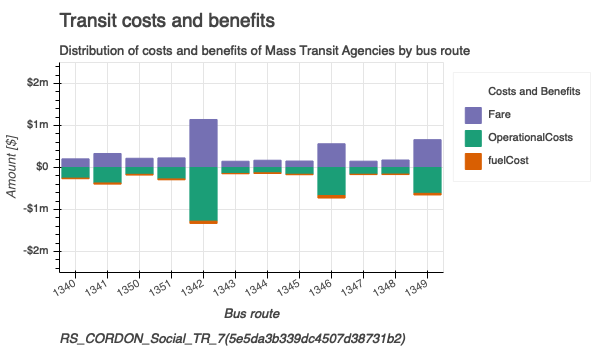 Transit costs and benefits
Distribution of costs and benefits of Mass Transit Agencies by bus route
$2m
$1m
$0
-$1m
-$2m
Amount [$]
1340
1341
1350
1351
1342
1343
1344
1345
1346
1347
1348
1349
Bus route
Costs and Benefits
Fare
OperationalCosts
fuelCost
RS_CORDON_Social_TR_7(5e5da3b339dc4507d38731b2)